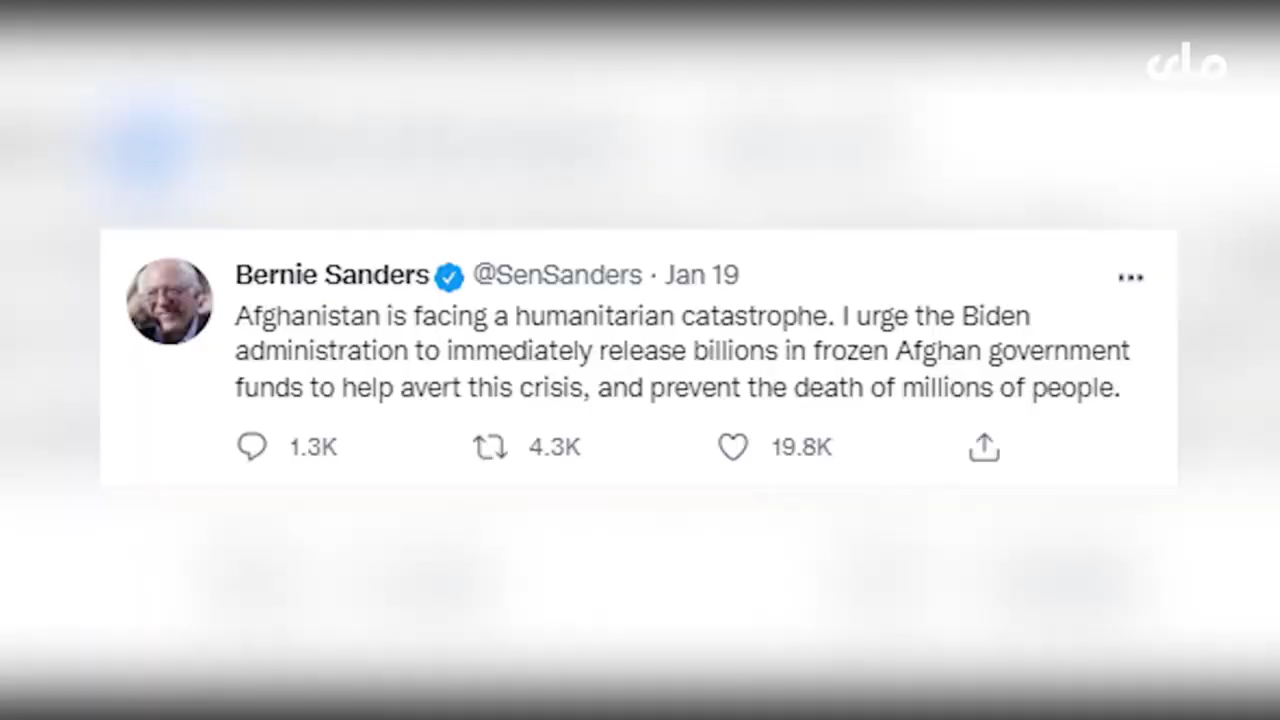 ملی
Bernie Sanders @SenSanders · Jan 19
Afghanistan is facing a humanitarian catastrophe. I urge the Biden
administration to immediately release billions in frozen Afghan government
funds to help avert this crisis, and prevent the death of millions of people.
1.3K 4.3K 19.8K